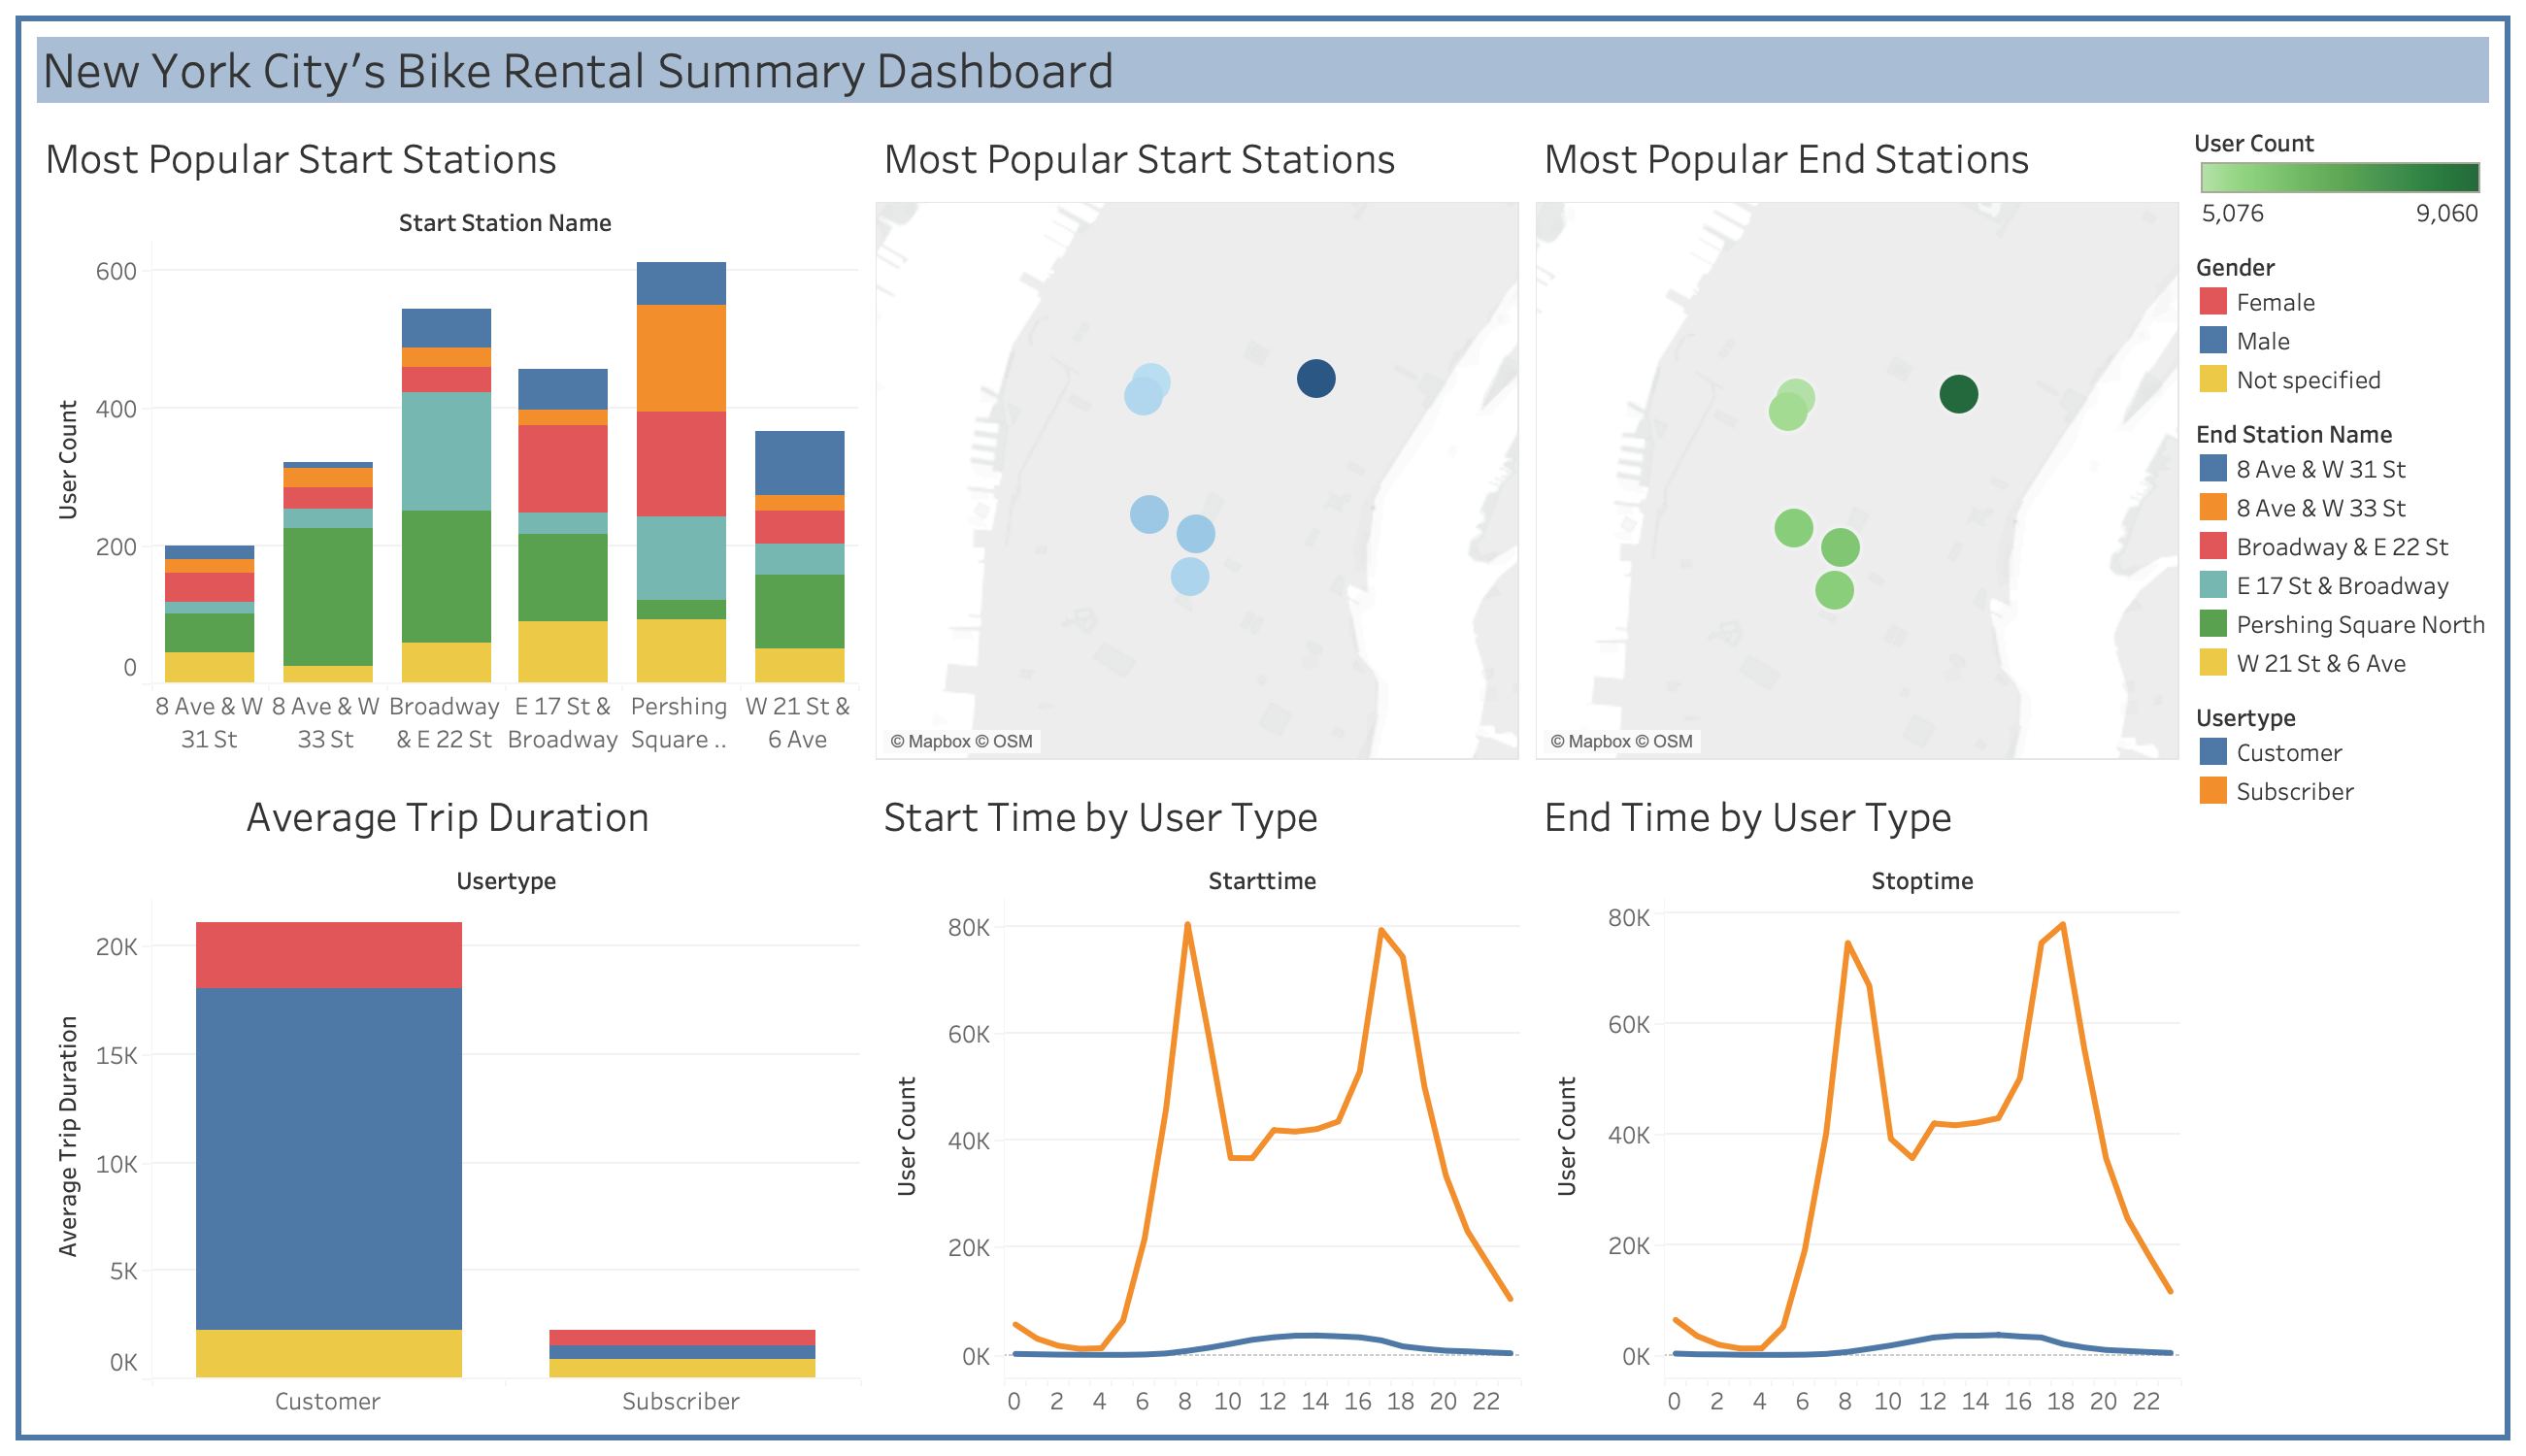 New York City’s Bike Rental Summary Dashboard
Most Popular Start Stations
Start Station Name
User Count
600
400
200
0
8 Ave & W 31 St
8 Ave & W 33 St
Broadway & E 22 St
E 17 St & Broadway
Pershing Square ..
W 21 St & 6 Ave
Most Popular Start Stations
© Mapbox © OSM
Most Popular End Stations
© Mapbox © OSM
User Count
5,076 9,060
Gender
Female
Male
Not specified
End Station Name
8 Ave & W 31 St
8 Ave & W 33 St
Broadway & E 22 St
E 17 St & Broadway
Pershing Square North
W 21 St & 6 Ave
Usertype
Customer
Subscriber
Average Trip Duration
Usertype
Average Trip Duration
20K
15K
10K
5K
0K
Customer Subscriber
Start Time by User Type
Starttime
User Count
80K
60K
40K
20K
0K
0 2 4 6 8 10 12 14 16 18 20 22
End Time by User Type
Stoptime
User Count
80K
60K
40K
20K
0K
0 2 4 6 8 10 12 14 16 18 20 22